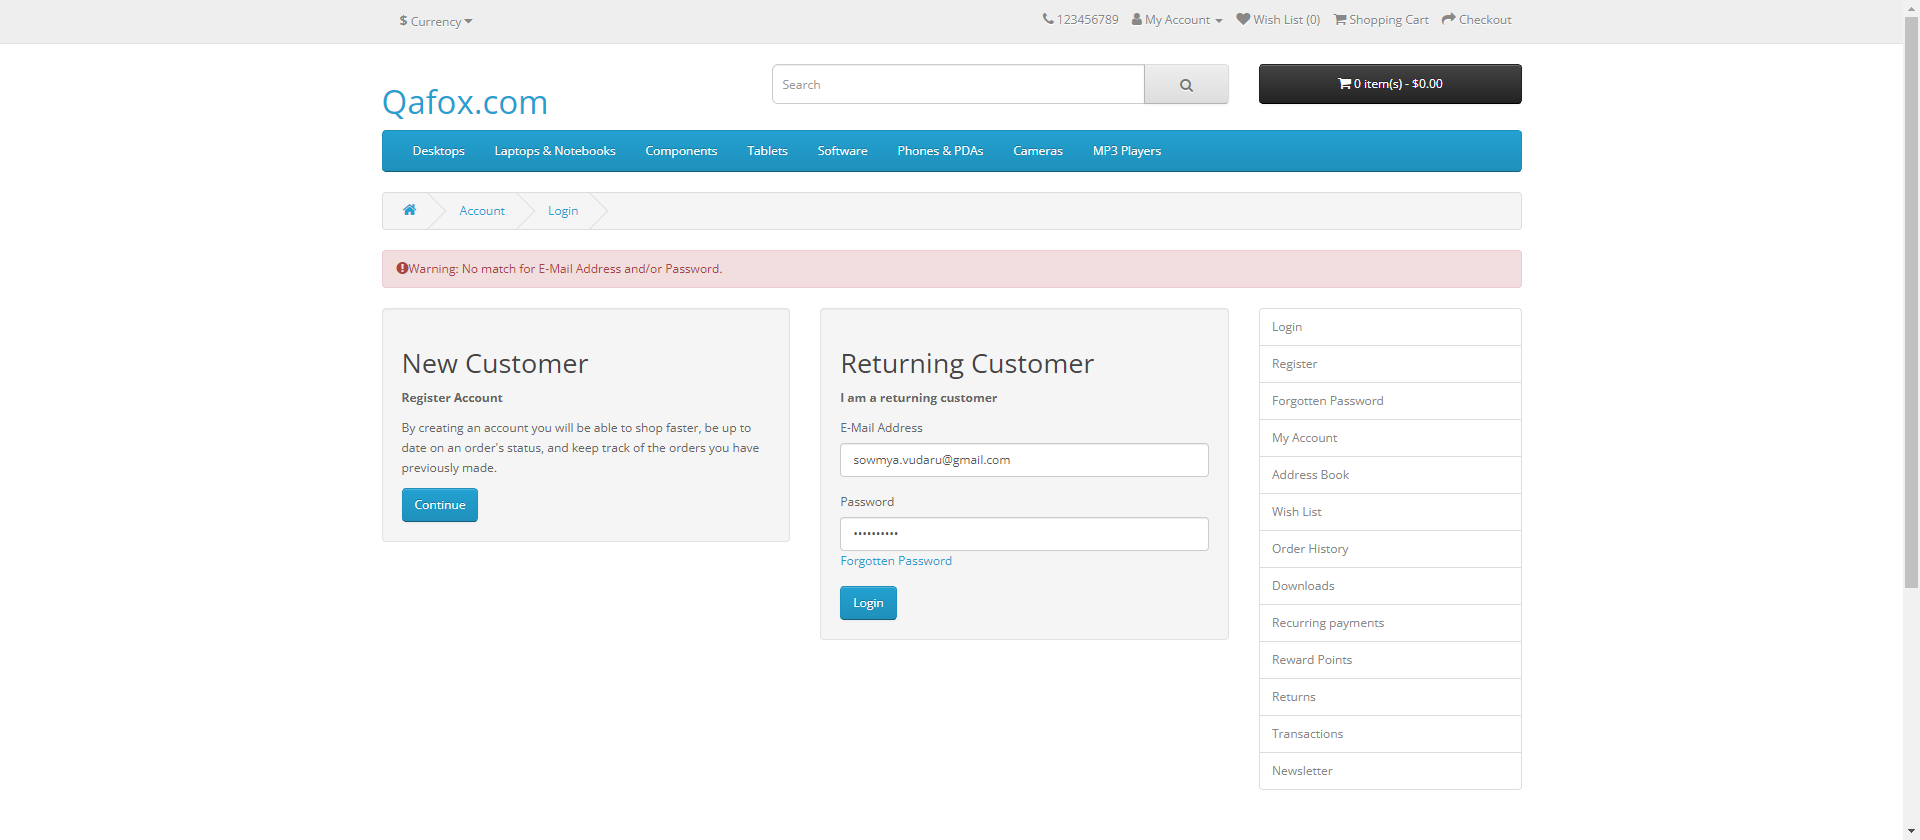 $ Currency
123456789 My Account Wish List (0) Shopping Cart Checkout
Qafox.com
Search
0 item(s) - $0.00
Desktops Laptops & Notebooks Components Tablets Software Phones & PDAs Cameras MP3 Players
Account Login
Warning: No match for E-Mail Address and/or Password.
New Customer
Register Account
By creating an account you will be able to shop faster, be up to
date on an order's status, and keep track of the orders you have
previously made.
Continue
Returning Customer
I am a returning customer
E-Mail Address
sowmya.vudaru@gmail.com
Password
••••••••••
Forgotten Password
Login
Login
Register
Forgotten Password
My Account
Address Book
Wish List
Order History
Downloads
Recurring payments
Reward Points
Returns
Transactions
Newsletter